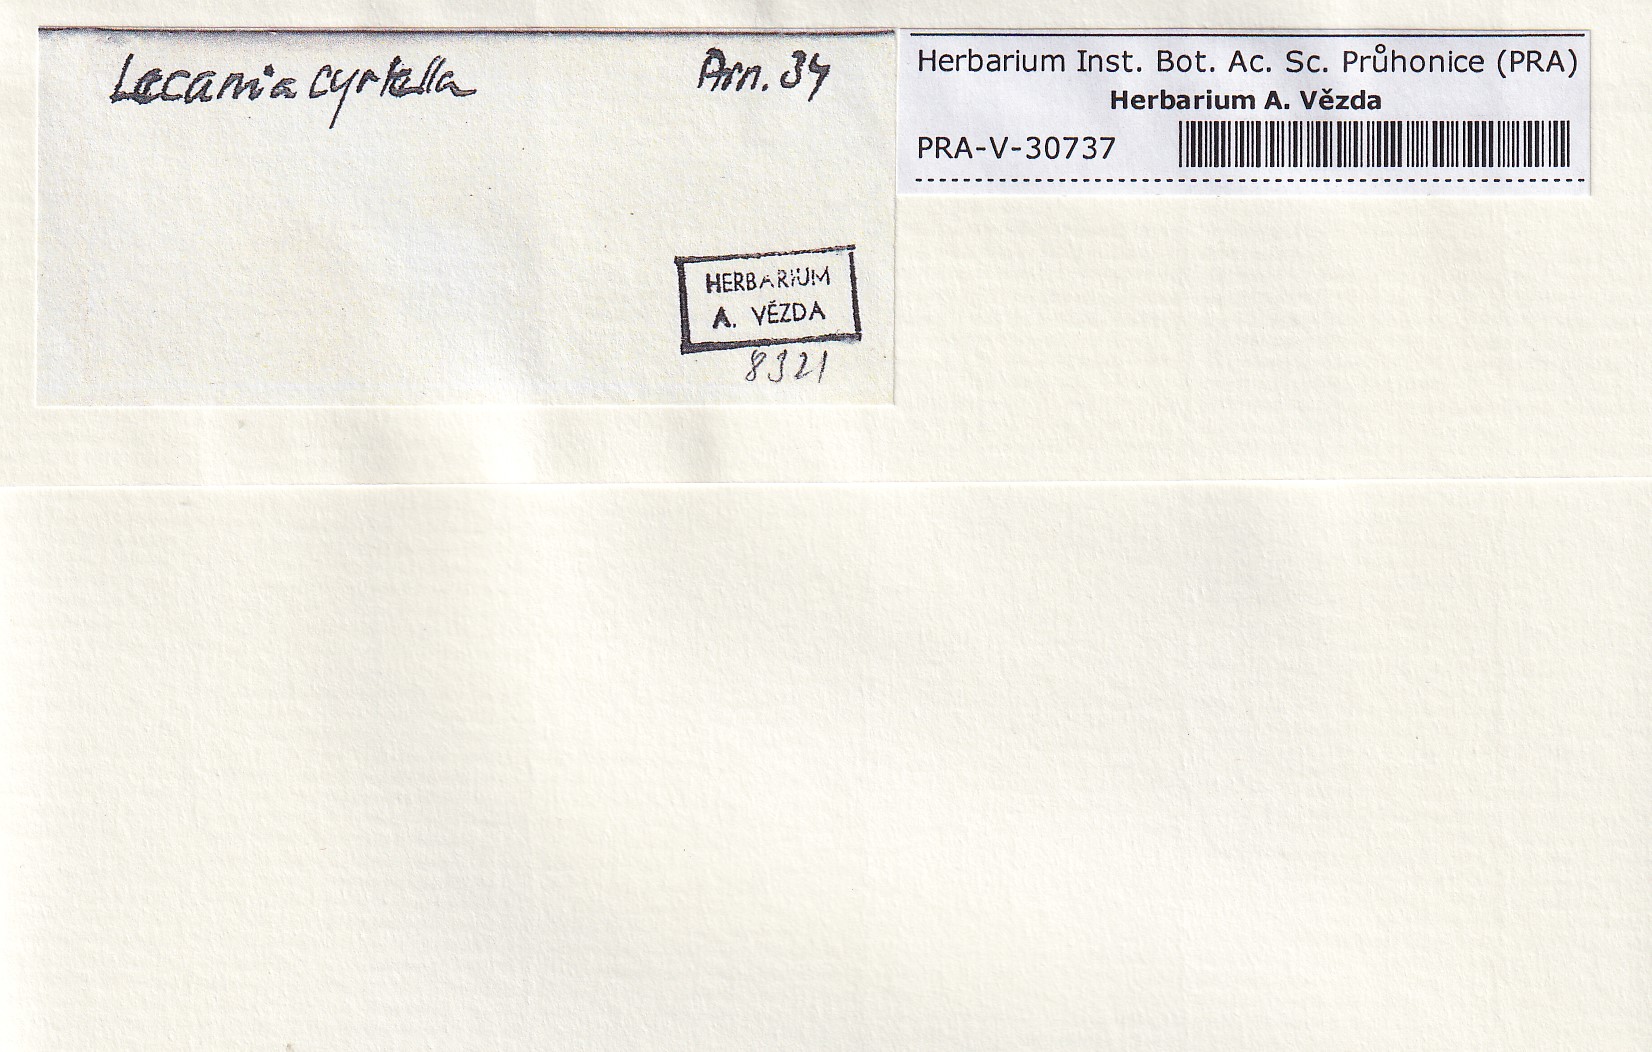 Lecania cyrtella Arn. 34
HERBARIUM
A. VĚZDA
8321
Herbarium Inst. Bot. Ac. Sc. Průhonice (PRA)
Herbarium A. Vězda
PRA-V-30737